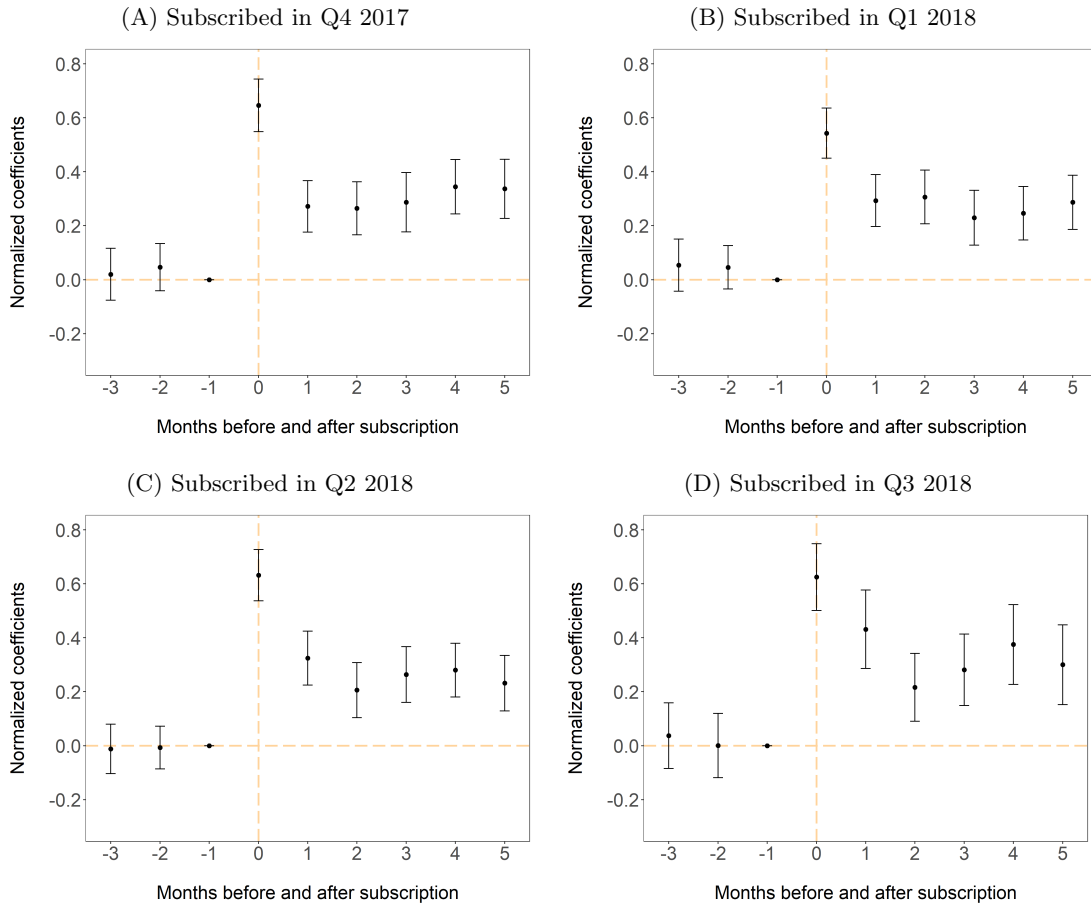 (A) Subscribed in Q4 2017
(B) Subscribed in Q1 2018
0.8
0.6
0.4
0.2
0.0
-0.2
Normalized coefficients
-3 -2 -1 0 1 2 3 4 5
Months before and after subscription
0.8
0.6
0.4
0.2
0.0
-0.2
Normalized coefficients
-3 -2 -1 0 1 2 3 4 5
Months before and after subscription
(C) Subscribed in Q2 2018
(D) Subscribed in Q3 2018
0.8
0.6
0.4
0.2
0.0
-0.2
Normalized coefficients
-3 -2 -1 0 1 2 3 4 5
Months before and after subscription
0.8
0.6
0.4
0.2
0.0
-0.2
Normalized coefficients
-3 -2 -1 0 1 2 3 4 5
Months before and after subscription